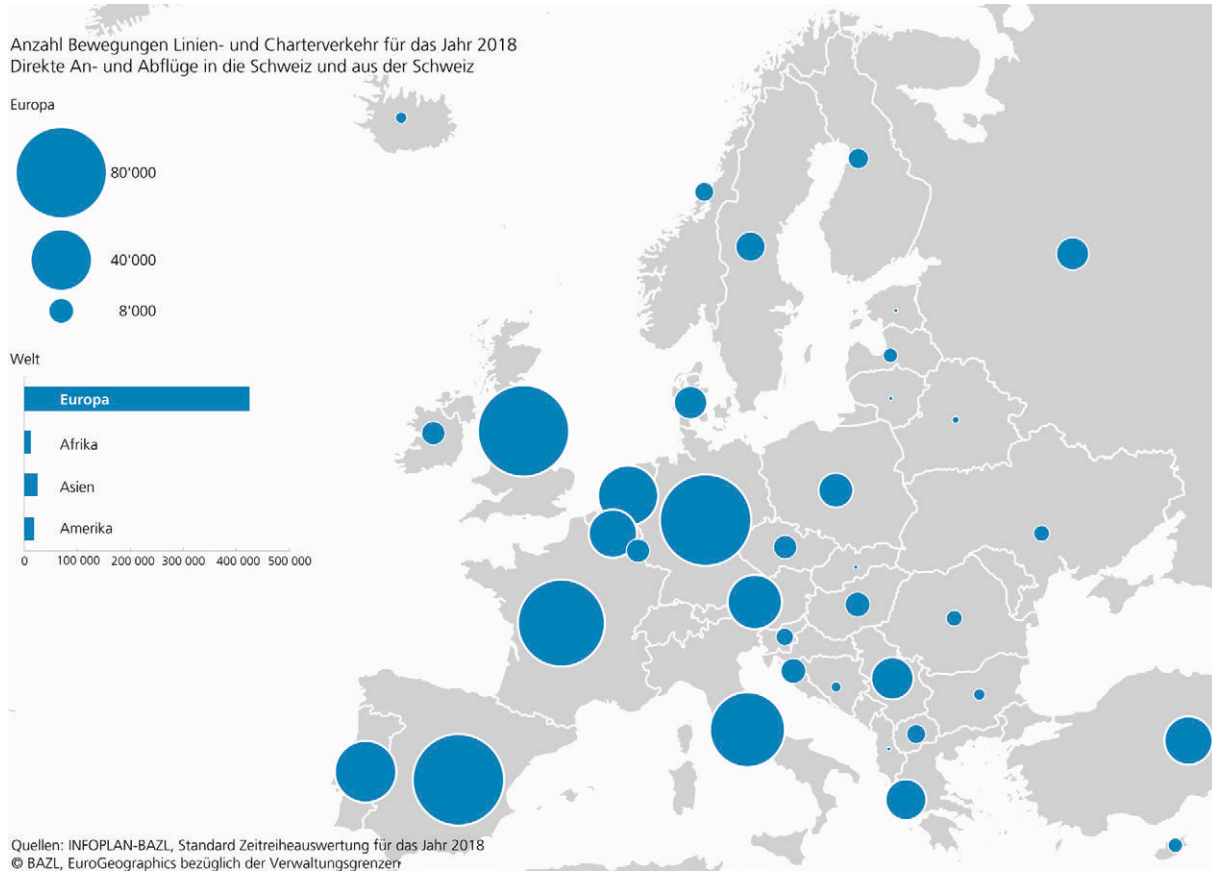 Anzahl Bewegungen Linien- und Charterverkehr für das Jahr 2018
Direkte An- und Abflüge in die Schweiz und aus der Schweiz
Europa
80'000
40'000
8'000
Welt
Europa
Afrika
Asien
Amerika
0 100 000 200 000 300 000 400 000 500 000
Quellen: INFOPLAN-BAZL, Standard Zeitreiheauswertung für das Jahr 2018
© BAZL, EuroGeographics bezüglich der Verwaltungsgrenzen